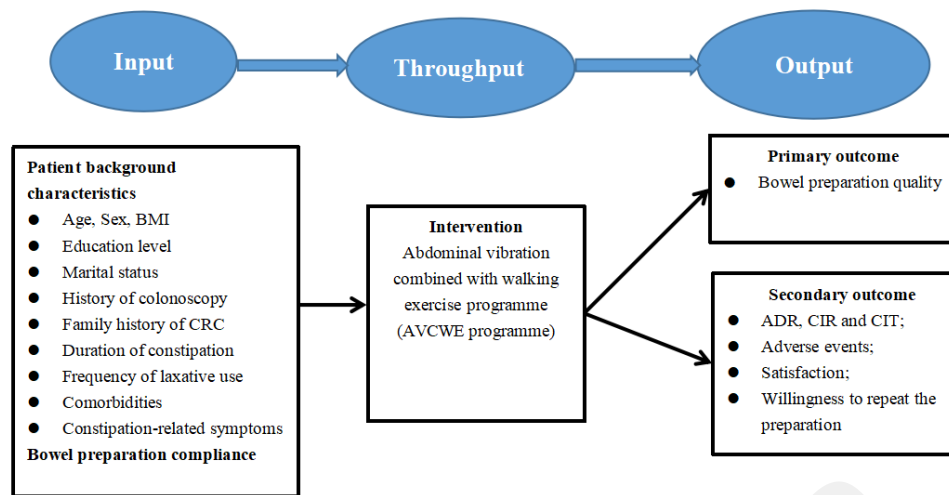 Input
Throughput
Output
Patient background
characteristics
● Age, Sex, BMI
● Education level
● Marital status
● History of colonoscopy
● Family history of CRC
● Duration of constipation
● Frequency of laxative use
● Comorbidities
● Constipation-related symptoms
Bowel preparation compliance
Intervention
Abdominal vibration
combined with walking
exercise programme
(AVCWE programme)
Primary outcome
● Bowel preparation quality
Secondary outcome
● ADR, CIR and CIT;
● Adverse events;
● Satisfaction;
● Willingness to repeat the
preparation